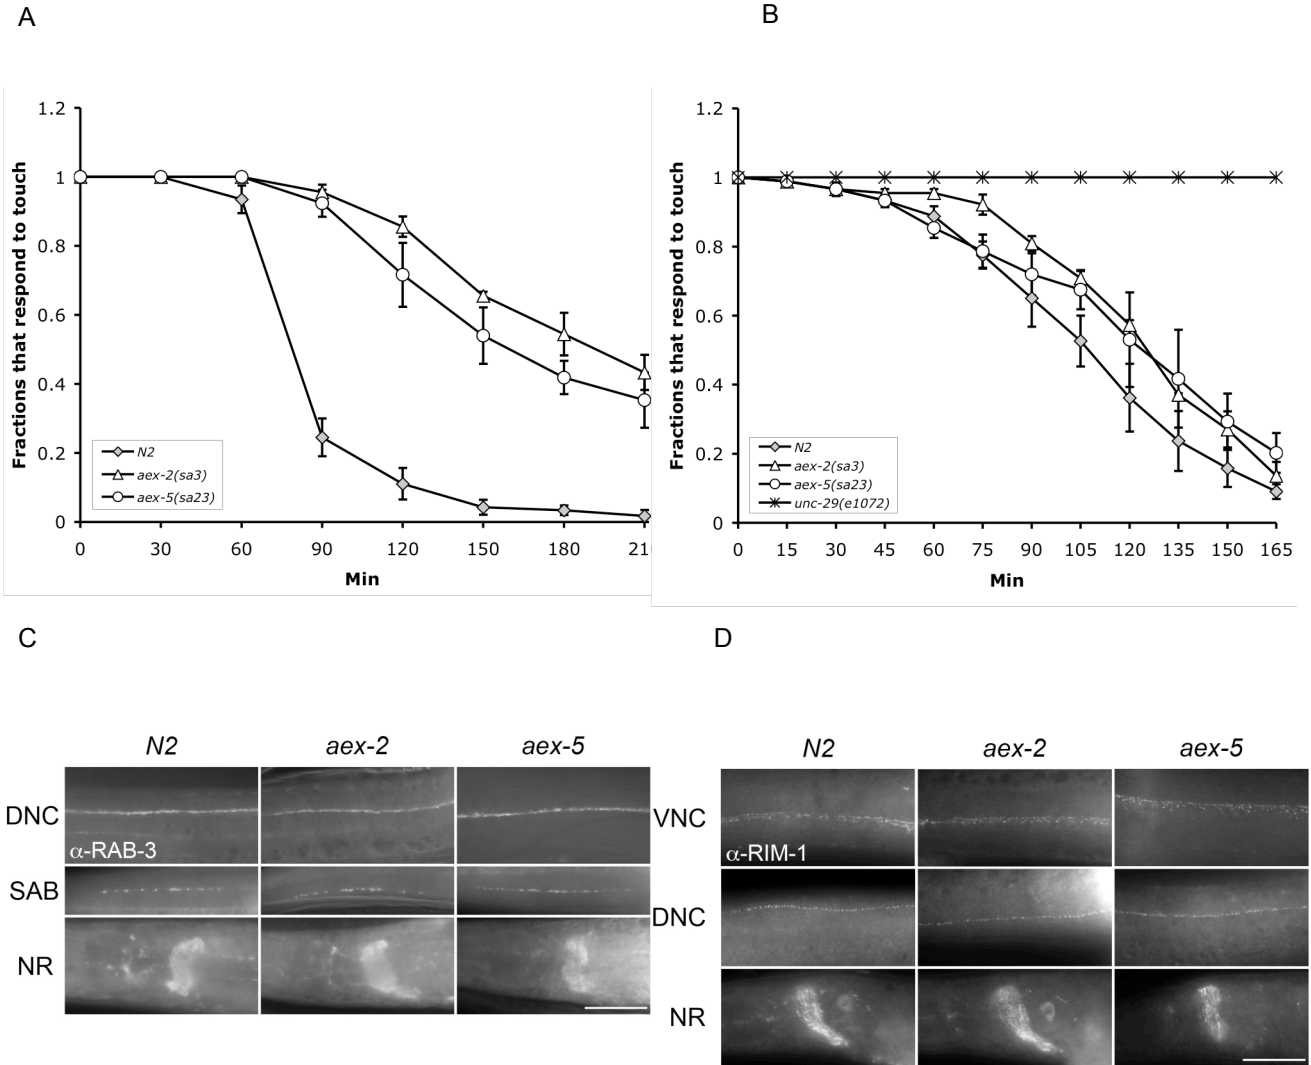 A
B
1.2
1
0.8
0.6
0.4
0.2
0
Fractions that respond to touch
N2
aex-2(sa3)
aex-5(sa23)
0 30 60 90 120 150 180 21
Min
1.2
1
0.8
0.6
0.4
0.2
0
Fractions that respond to touch
N2
aex-2(sa3)
aex-5(sa23)
unc-29(e1072)
0 15 30 45 60 75 90 105 120 135 150 165
Min
C
D
N2 aex-2 aex-5
DNC
α-RAB-3
SAB
NR
N2 aex-2 aex-5
VNC
α-RIM-1
DNC
NR